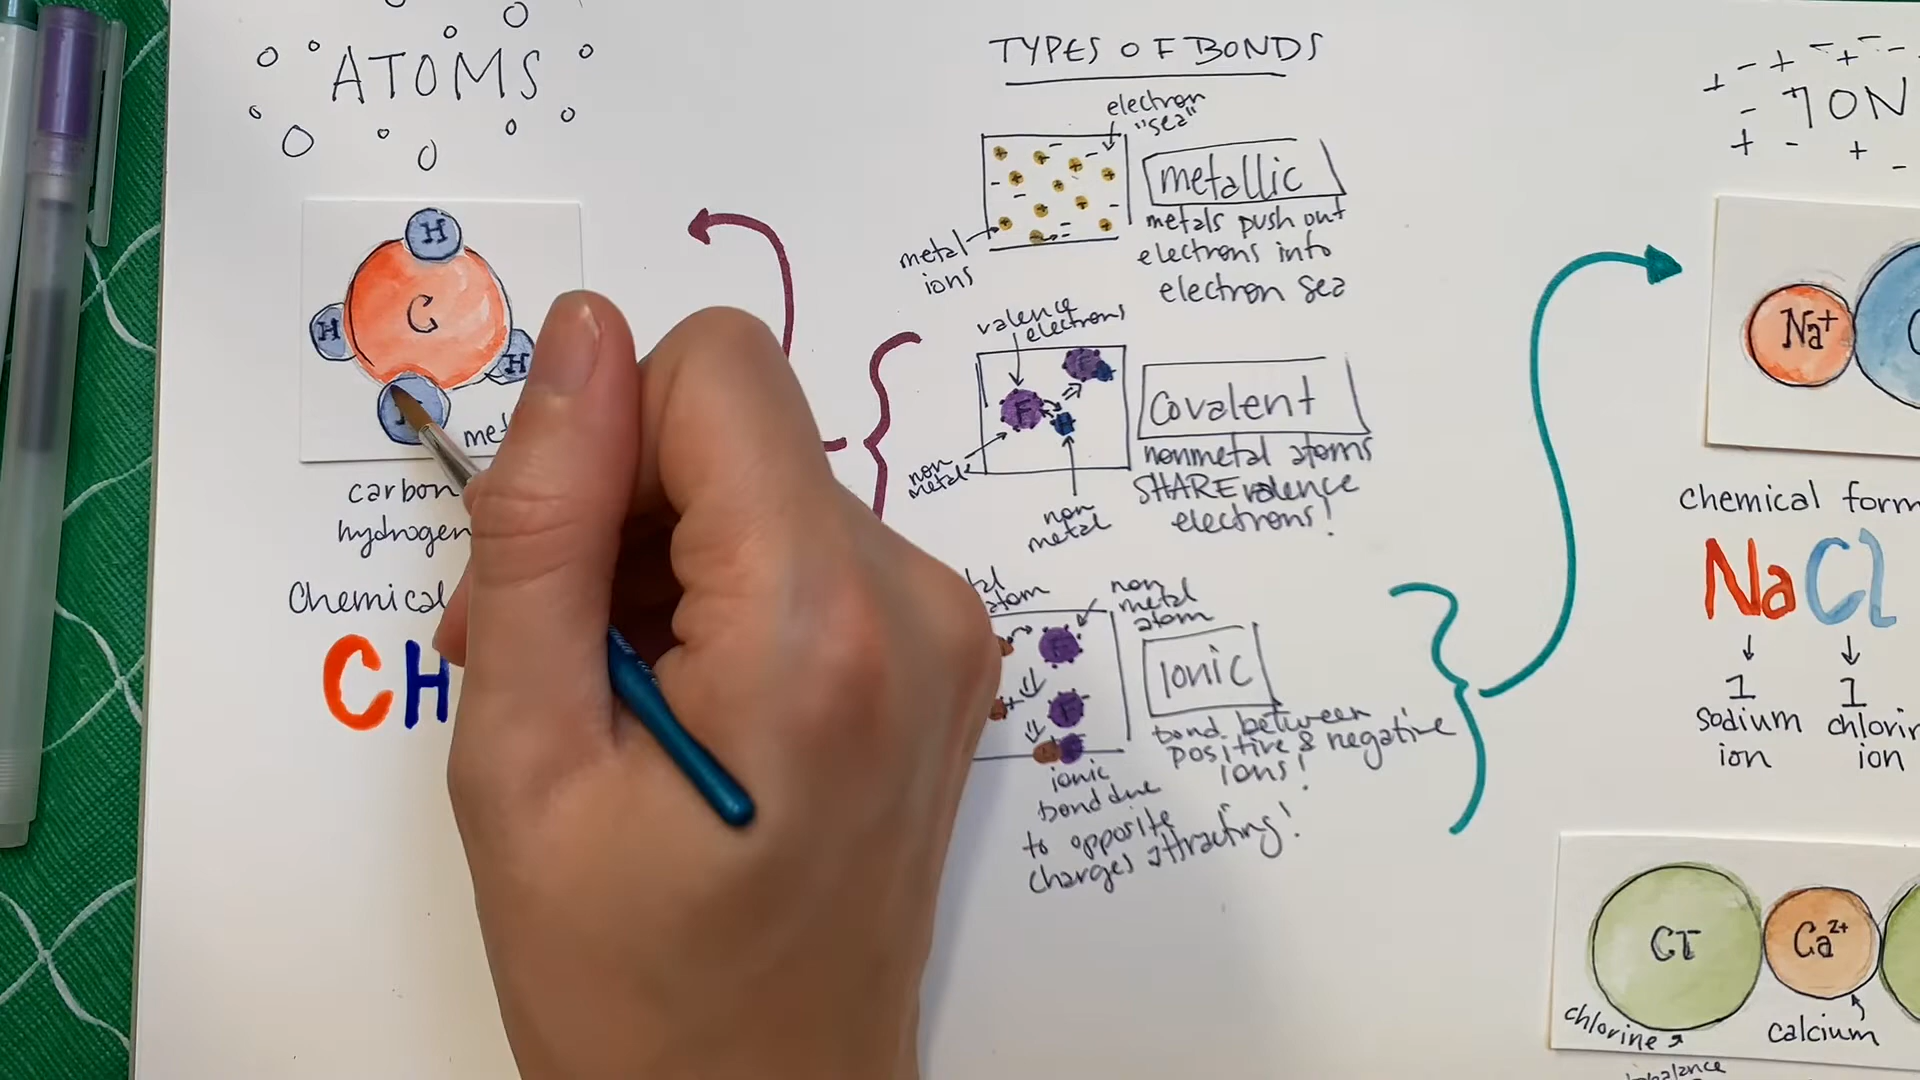 ATOMS
H
C
H
H
carbon
hydrogen
Chemical
CH
TYPES OF BONDS
electron
"sea"
metal
ions
metallic
metals push out
electrons into
electron sea
valence
electrons
F
H
non
metal
non
metal
covalent
nonmetal atoms
SHARE valence
electrons!
atom
non
metal
atom
F
F
Ionic
bond between
positive & negative
ions!
ionic
bond due
to opposite
charges attracting!
ION
Na+
chemical form
NaCl
1
1
sodium
ion
ion
Ca2+
chlorine
calcium